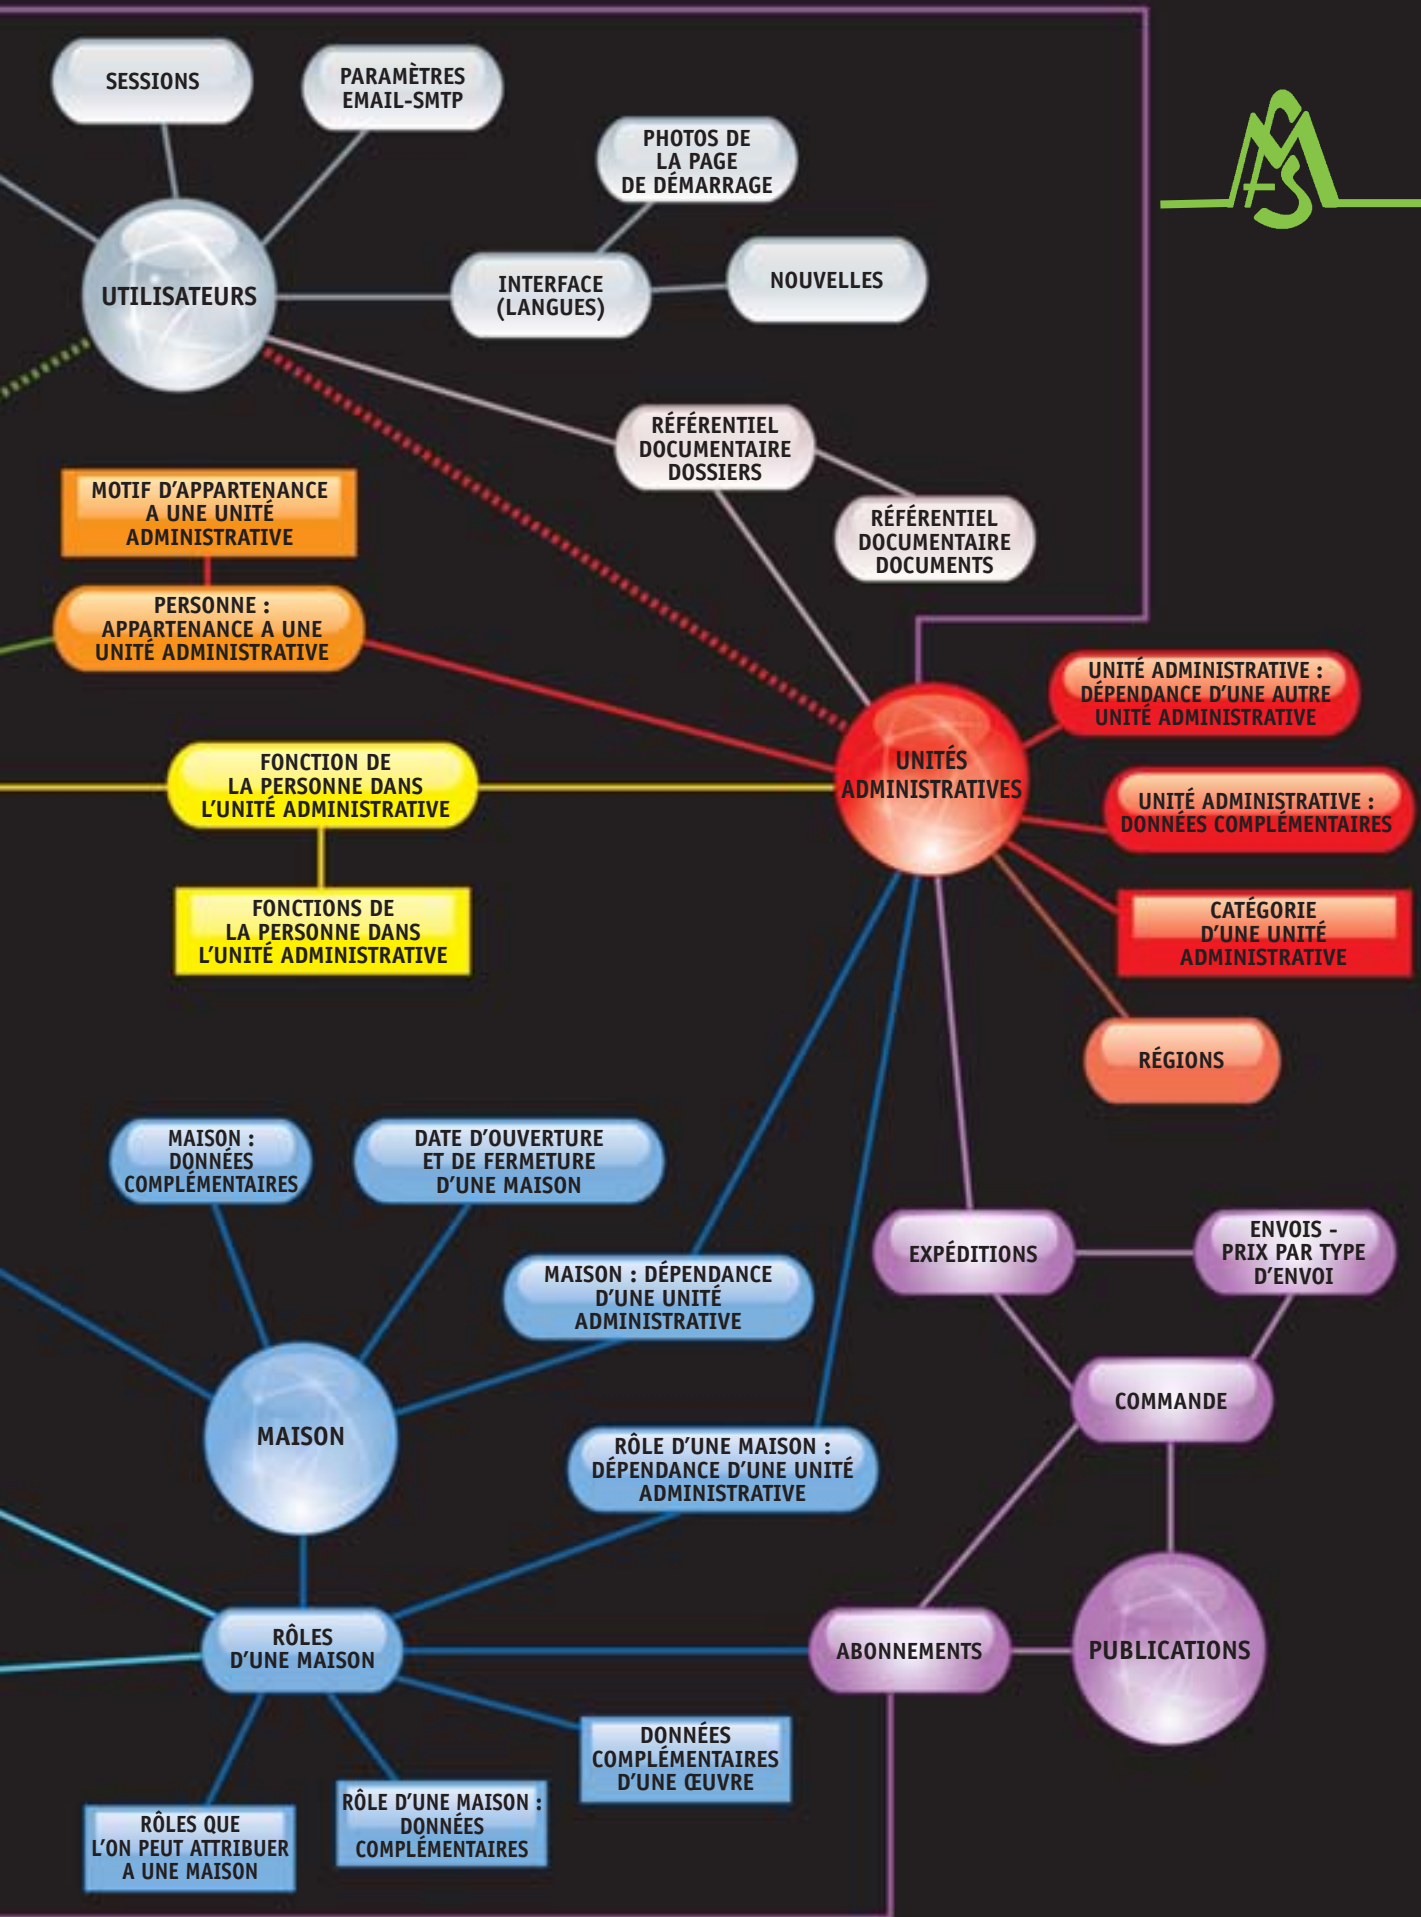 SESSIONS
PARAMÈTRES
EMAIL-SMTP
PHOTOS DE
LA PAGE
DE DÉMARRAGE
UTILISATEURS
INTERFACE
(LANGUES)
NOUVELLES
RÉFÉRENTIEL
DOCUMENTAIRE
DOSSIERS
RÉFÉRENTIEL
DOCUMENTAIRE
DOCUMENTS
MOTIF D'APPARTENANCE
A UNE UNITÉ
ADMINISTRATIVE
PERSONNE :
APPARTENANCE A UNE
UNITÉ ADMINISTRATIVE
UNITÉ ADMINISTRATIVE :
DÉPENDANCE D'UNE AUTRE
UNITÉ ADMINISTRATIVE
FONCTION DE
LA PERSONNE DANS
L'UNITÉ ADMINISTRATIVE
UNITÉS
ADMINISTRATIVES
UNITÉ ADMINISTRATIVE :
DONNÉES COMPLÉMENTAIRES
FONCTIONS DE
LA PERSONNE DANS
L'UNITÉ ADMINISTRATIVE
CATÉGORIE
D'UNE UNITÉ
ADMINISTRATIVE
RÉGIONS
MAISON :
DONNÉES
COMPLÉMENTAIRES
DATE D'OUVERTURE
ET DE FERMETURE
D'UNE MAISON
MAISON : DÉPENDANCE
D'UNE UNITÉ
ADMINISTRATIVE
EXPÉDITIONS
ENVOIS -
PRIX PAR TYPE
D'ENVOI
COMMANDE
MAISON
RÔLE D'UNE MAISON :
DÉPENDANCE D'UNE UNITÉ
ADMINISTRATIVE
RÔLES
D'UNE MAISON
ABONNEMENTS
PUBLICATIONS
DONNÉES
COMPLÉMENTAIRES
D'UNE ŒUVRE
RÔLE D'UNE MAISON :
DONNÉES
COMPLÉMENTAIRES
RÔLES QUE
L'ON PEUT ATTRIBUER
A UNE MAISON